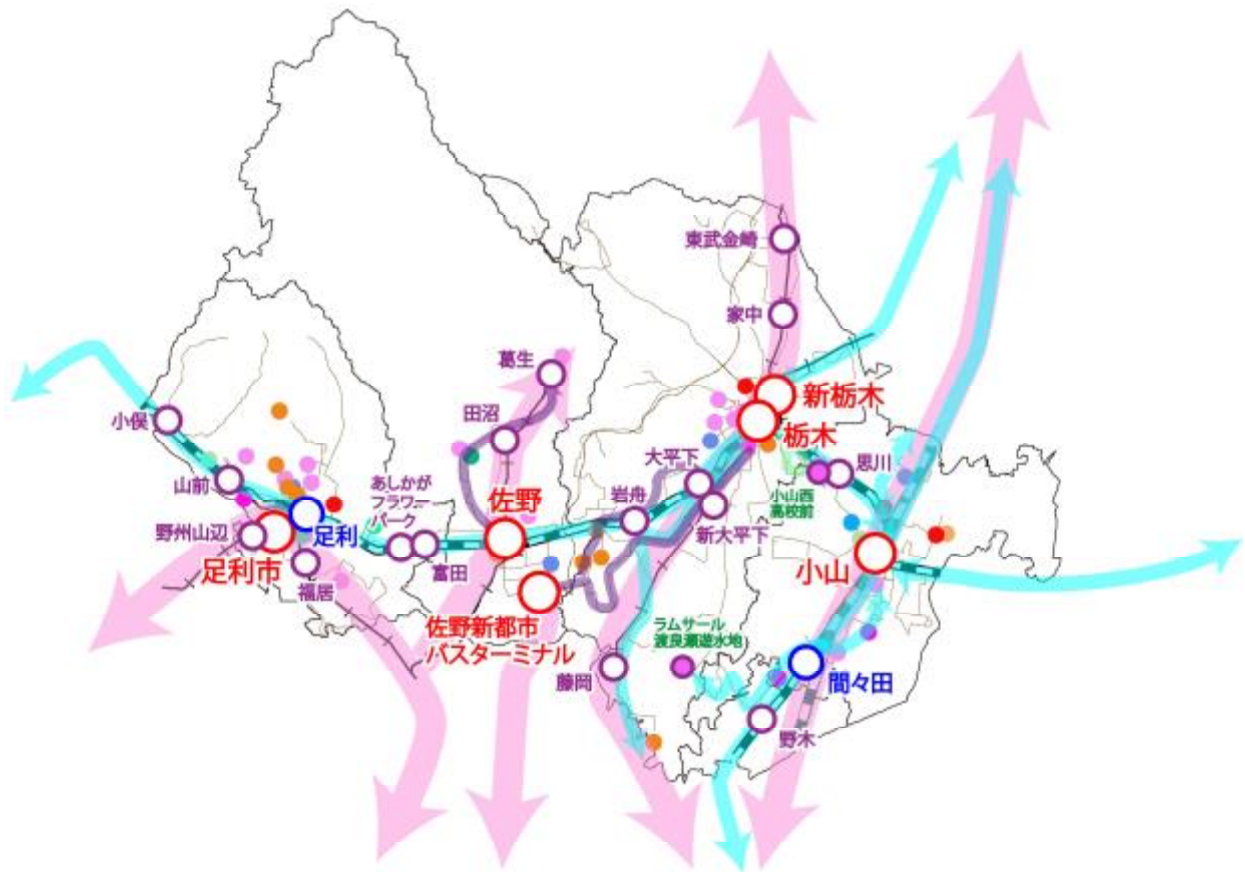 東武金崎
家中
葛生
新栃木
田沼
小俣
栃木
大平下
思川
山前
あしかが
フラワー
パーク
佐野
岩舟
小山西
高校前
野州山辺
足利
新大平下
足利市
富田
小山
福居
佐野新都市
バスターミナル
ラムサール
渡良瀬遊水地
藤岡
間々田
野木